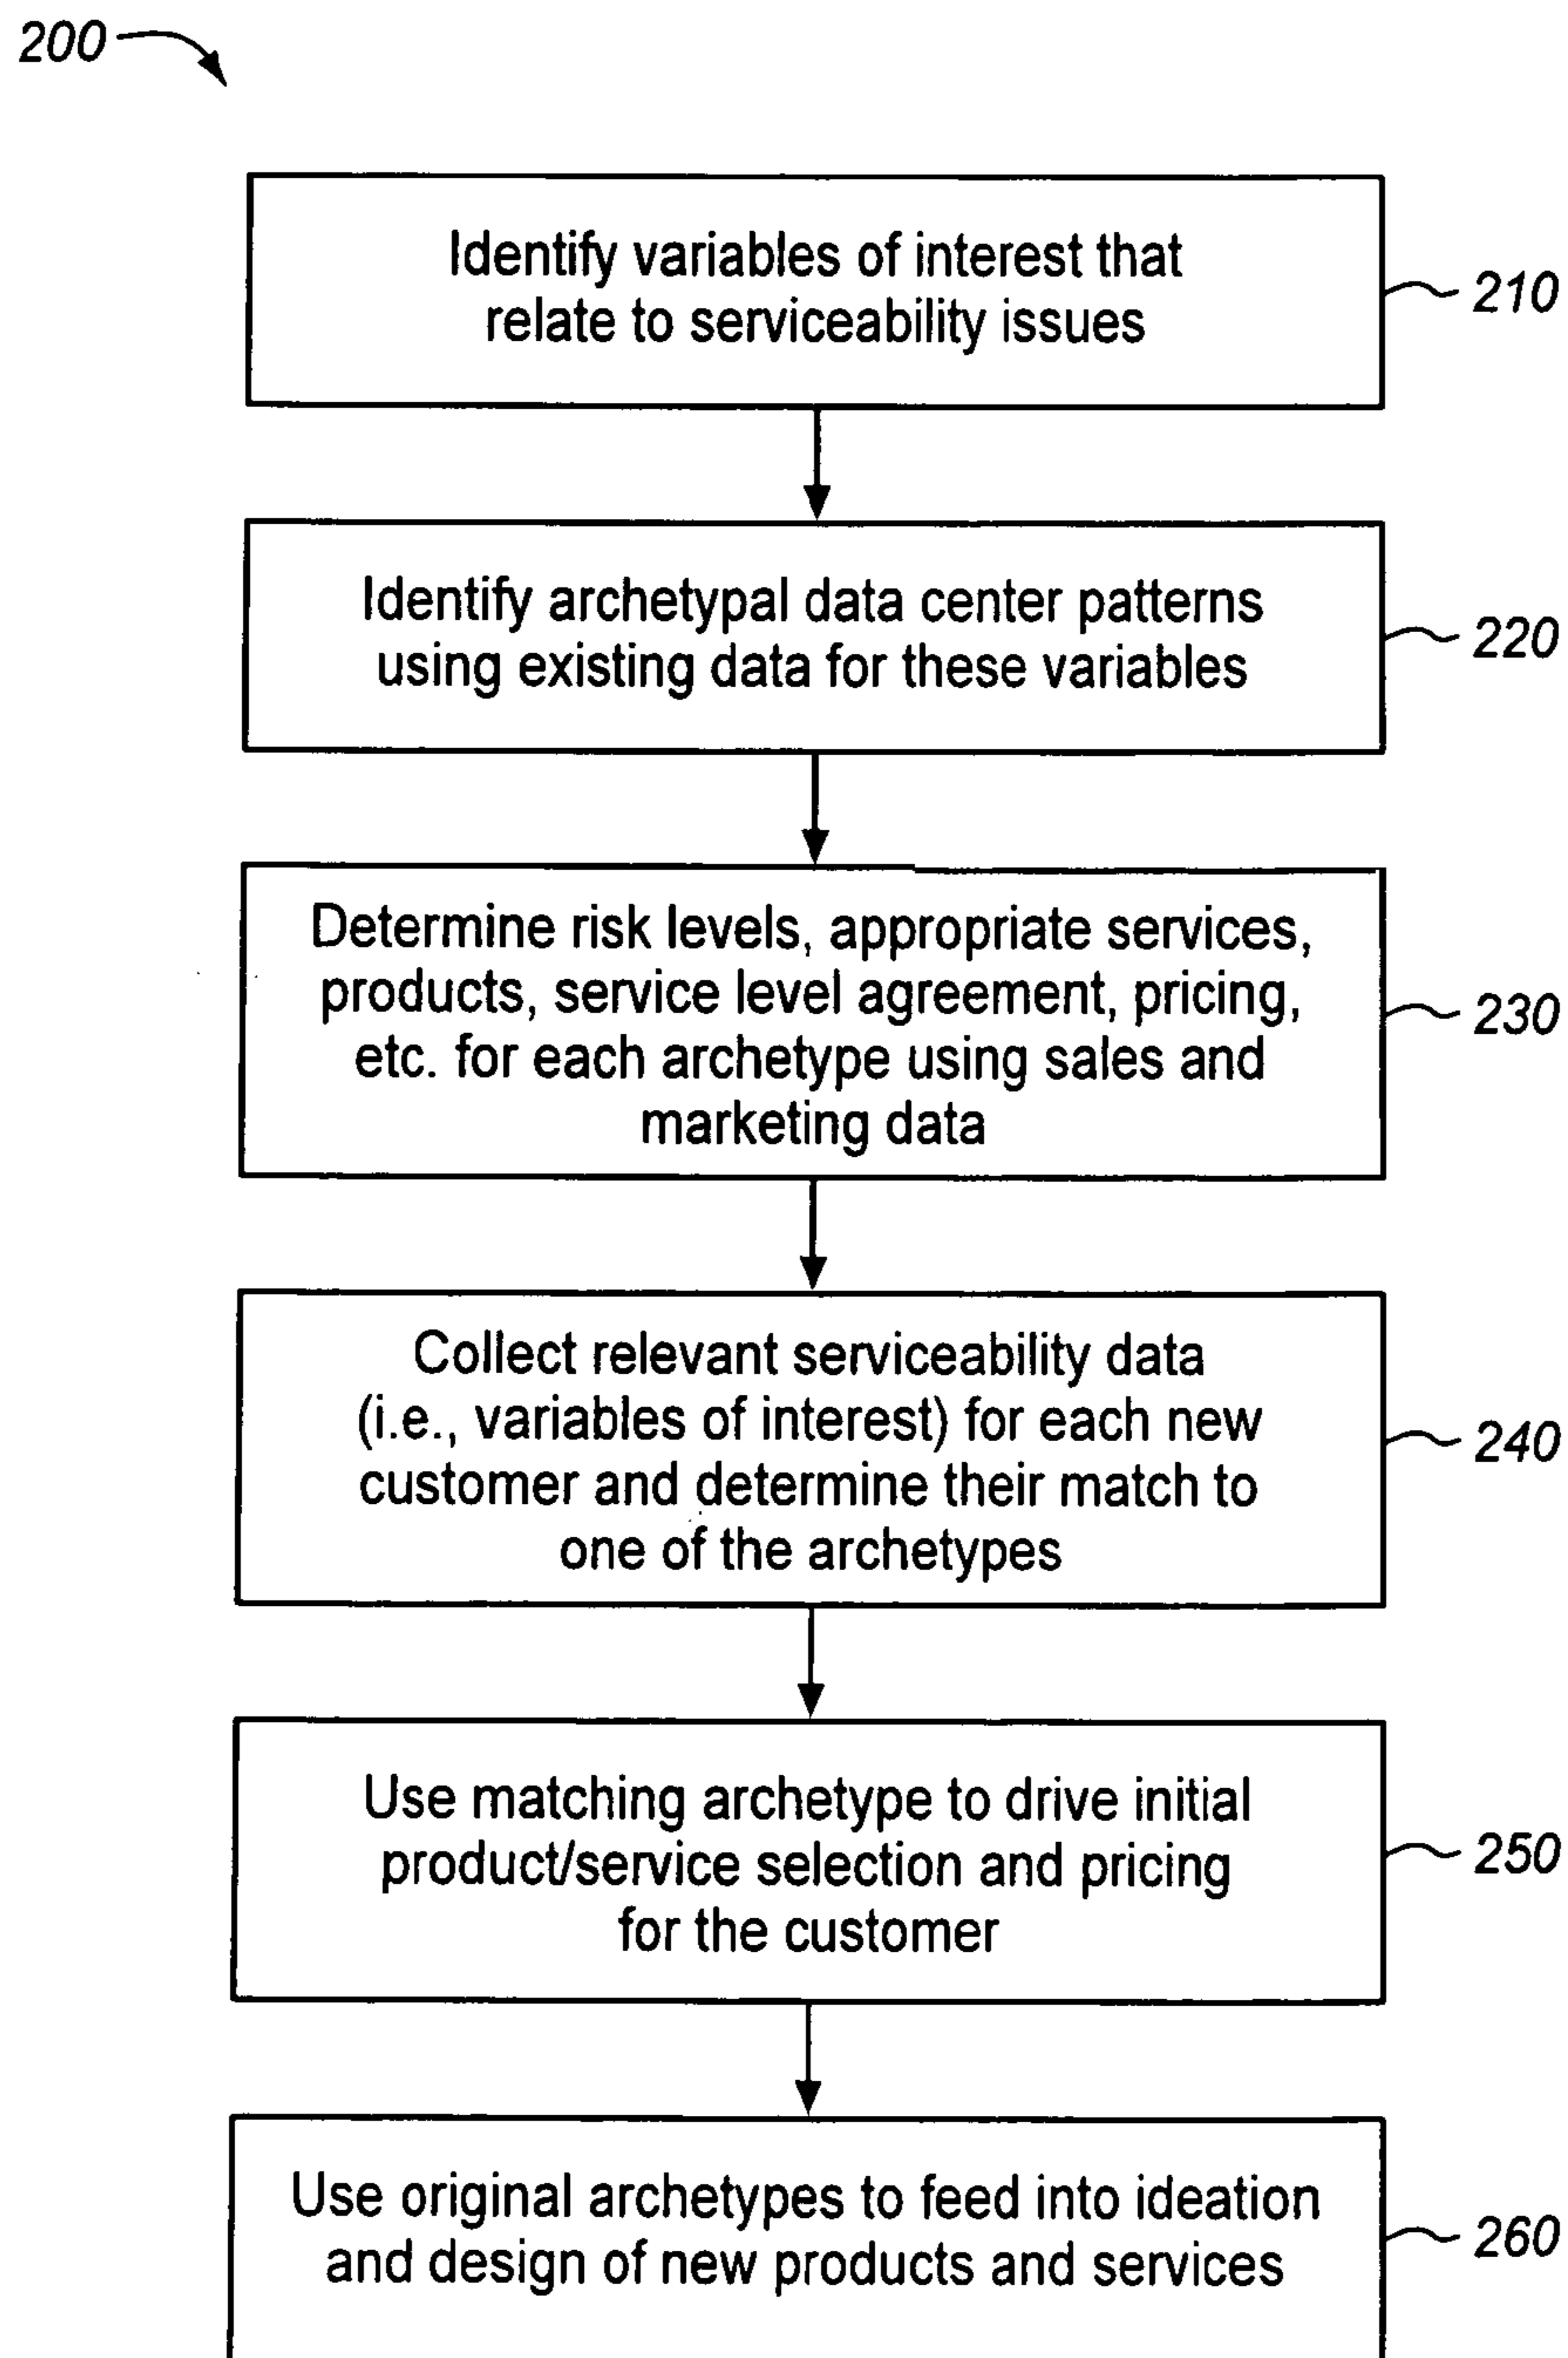 200
Identify variables of interest that
relate to serviceability issues
210
Identify archetypal data center patterns
using existing data for these variables
220
Determine risk levels, appropriate services,
products, service level agreement, pricing,
etc. for each archetype using sales and
marketing data
230
Collect relevant serviceability data
(i.e., variables of interest) for each new
customer and determine their match to
one of the archetypes
240
Use matching archetype to drive initial
product/service selection and pricing
for the customer
250
Use original archetypes to feed into ideation
and design of new products and services
260